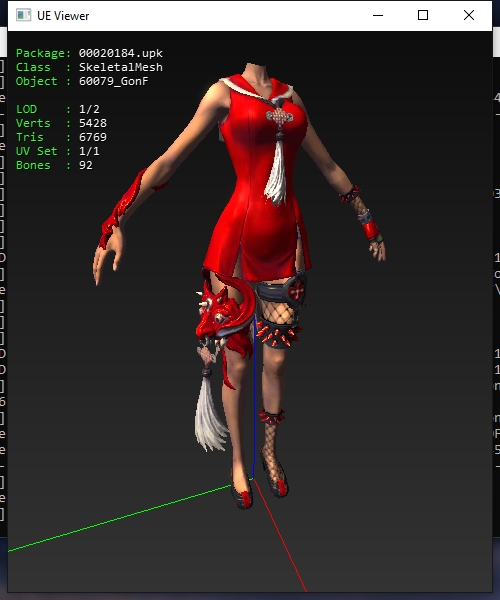 UE Viewer
Package: 00020184.upk
Class : SkeletalMesh
Object : 60079_GonF
LOD : 1/2
Verts : 5428
Tris : 6769
UV Set : 1/1
Bones : 92